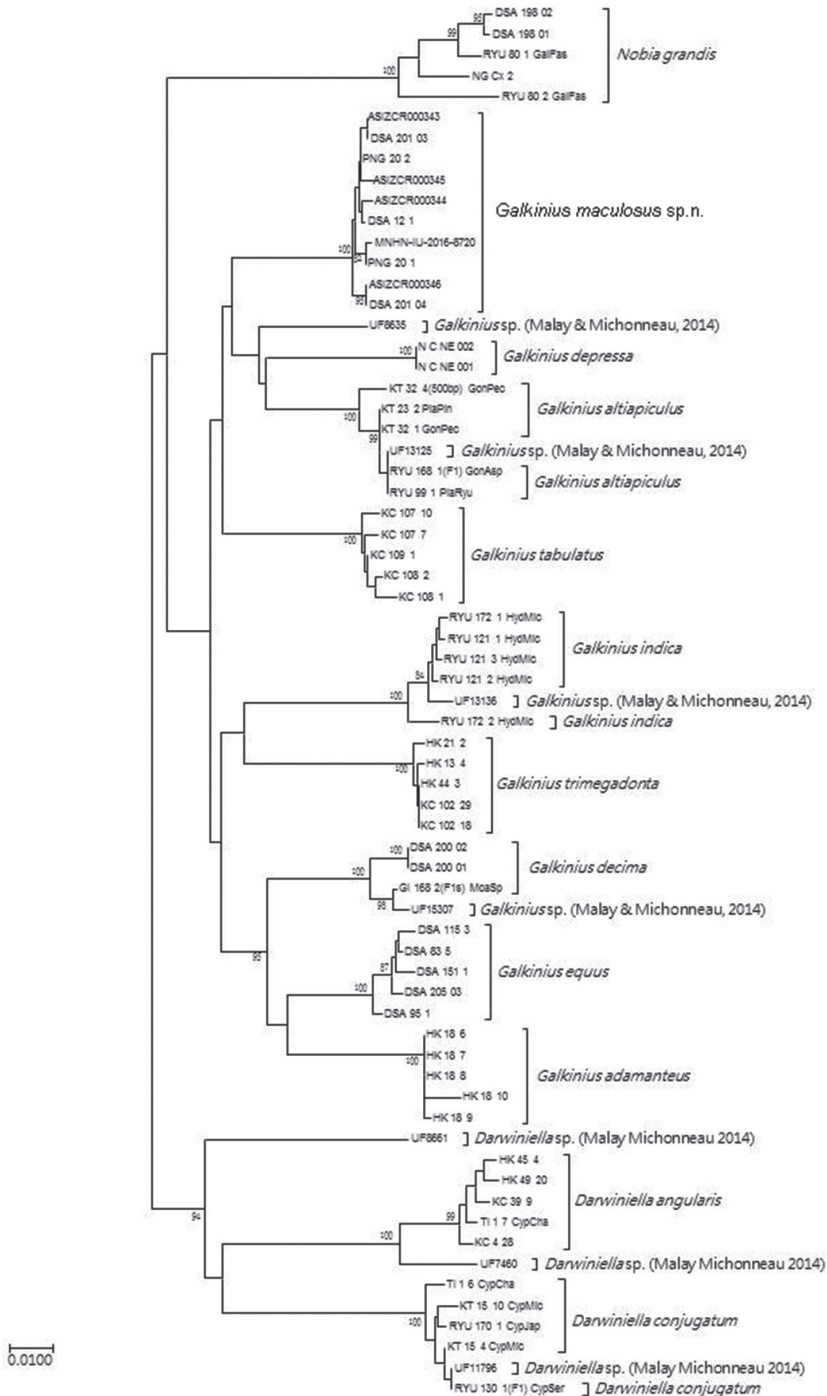 DSA 198 02
95
DSA 198 01
99
RYU 80 1 GalFas
Nobia grandis
100
NG Cx 2
RYU 80 2 GalFas
ASIZCR000343
DSA 201 03
PNG 20 2
ASIZCR000345
ASIZCR000344
Galkinius maculosus sp.n.
DSA 12 1
MNHN-IU-2016-8720
100
PNG 20 1
ASIZCR000346
95
DSA 201 04
UF8635
Galkinius sp. (Malay & Michonneau, 2014)
N C NE 002
100
Galkinius depressa
N C NE 001
KT 32 4(500bp) GonPec
KT 23 2 PlaPin
Galkinius altiapiculus
100
KT 32 1 GonPec
99
UF13125
Galkinius sp. (Malay & Michonneau, 2014)
RYU 168 1(F1) GonAsp
Galkinius altiapiculus
RYU 99 1 PlaRyu
KC 107 10
KC 107 7
100
KC 109 1
Galkinius tabulatus
KC 108 2
KC 108 1
RYU 172 1 HydMic
RYU 121 1 HydMic
Galkinius indica
RYU 121 3 HydMic
RYU 121 2 HydMic
84
100
UF13136
Galkinius sp. (Malay & Michonneau, 2014)
RYU 172 2 HydMic
Galkinius indica
HK 21 2
HK 13 4
100
HK 44 3
Galkinius trimegadonta
KC 102 29
KC 102 18
DSA 200 02
100
DSA 200 01
Galkinius decima
100
GI 168 2(F1s) MoaSp
98
UF15307
Galkinius sp. (Malay & Michonneau, 2014)
DSA 115 3
DSA 83 5
95
87
DSA 151 1
Galkinius equus
100
DSA 205 03
DSA 95 1
HK 18 6
HK 18 7
100
HK 18 8
Galkinius adamanteus
HK 18 10
HK 18 9
UF8661
Darwiniella sp. (Malay Michonneau 2014)
HK 45 4
HK 49 20
KC 39 9
Darwiniella angularis
94
99
TI 1 7 CypCha
100
KC 4 28
UF7460
Darwiniella sp. (Malay Michonneau 2014)
TI 1 6 CypCha
KT 15 10 CypMic
100
RYU 170 1 CypJap
Darwiniella conjugatum
KT 15 4 CypMic
UF11796
Darwiniella sp. (Malay Michonneau 2014)
RYU 130 1(F1) CypSer
Darwiniella conjugatum
0.0100